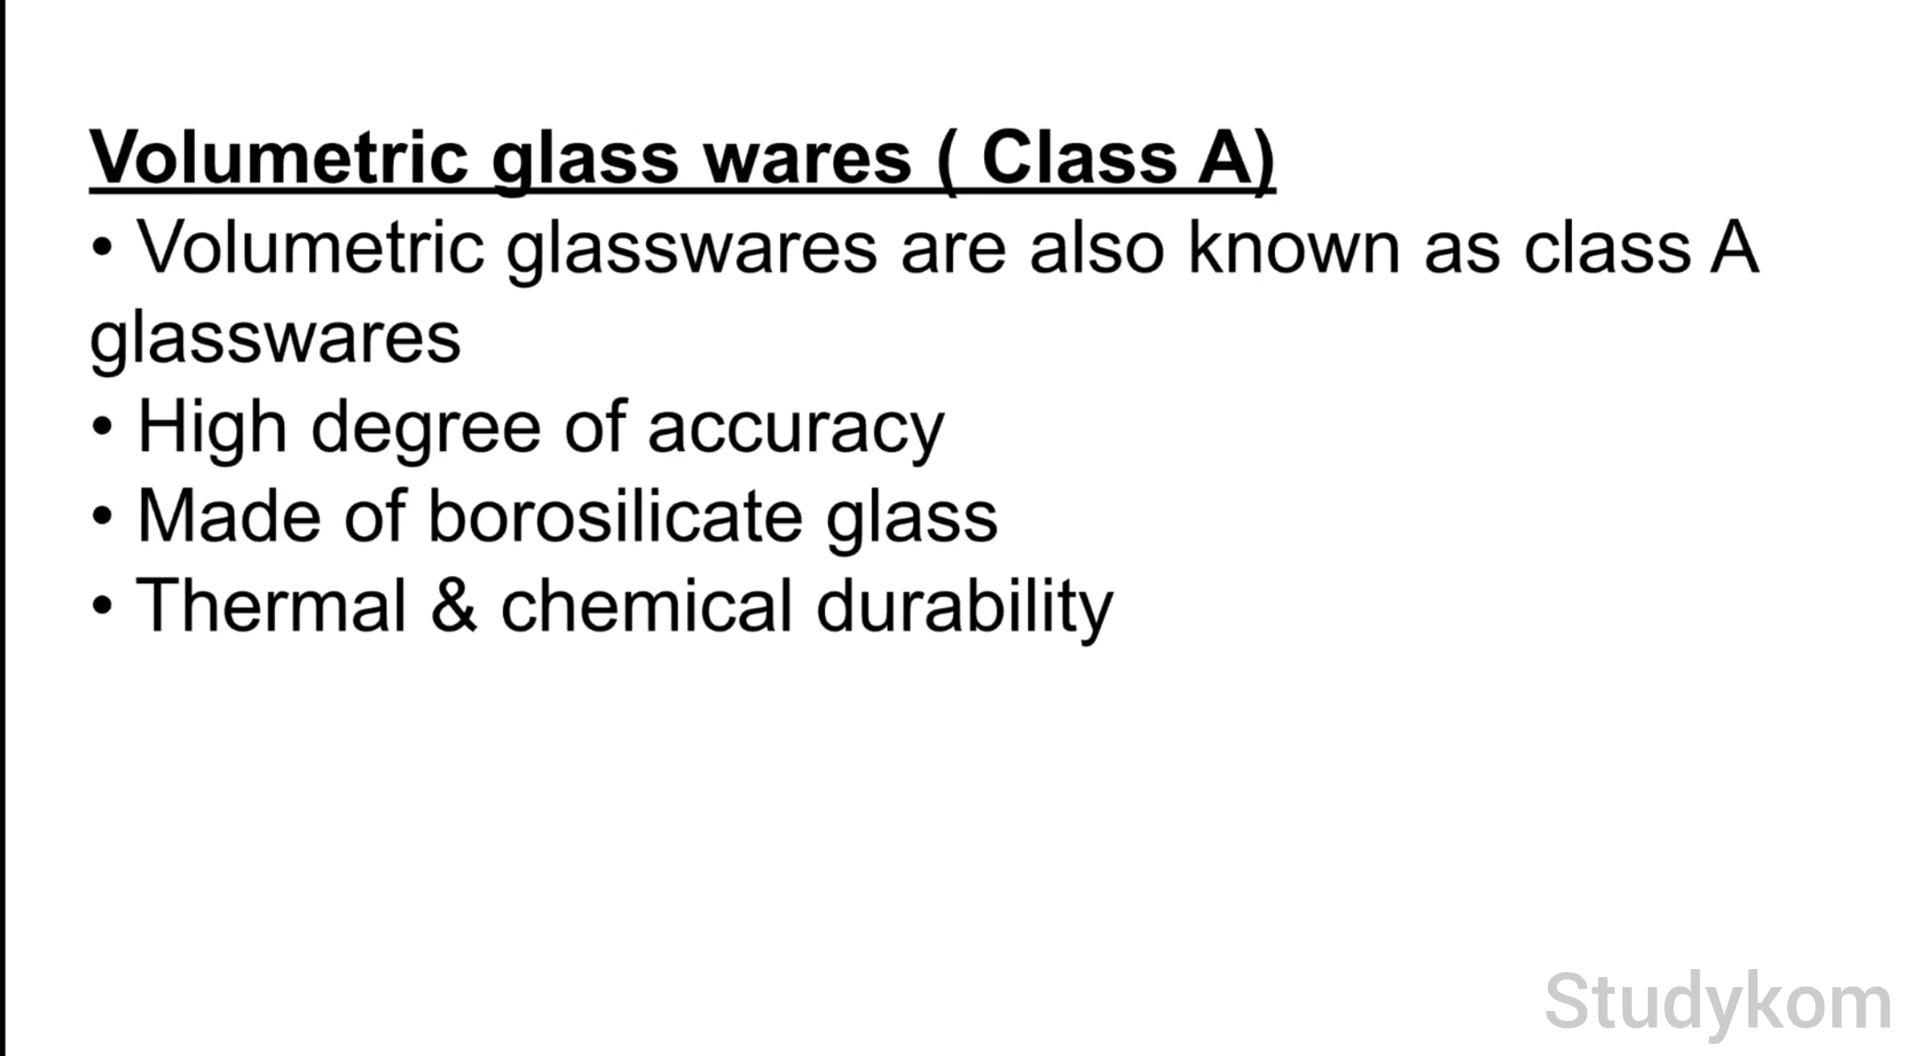 Volumetric glass wares ( Class A)
• Volumetric glasswares are also known as class A
glasswares
• High degree of accuracy
• Made of borosilicate glass
• Thermal & chemical durability
Studykom